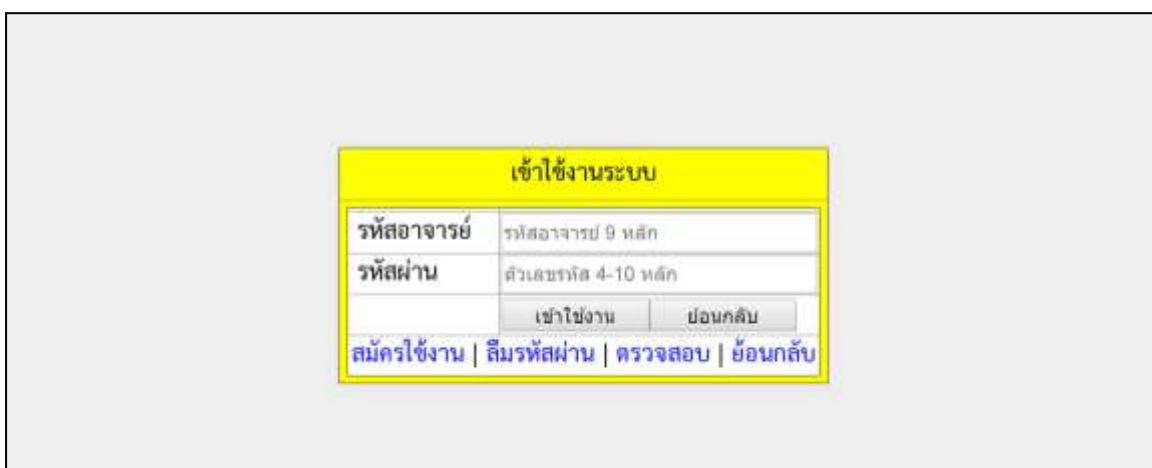 เข้าใช้งานระบบ
รหัสอาจารย์ รหัสอาจารย์ 9 หลัก
รหัสผ่าน ตัวเลขรหัส 4-10 หลัก
เข้าใช้งาน ย้อนกลับ
สมัครใช้งาน | ลืมรหัสผ่าน | ตรวจสอบ | ย้อนกลับ